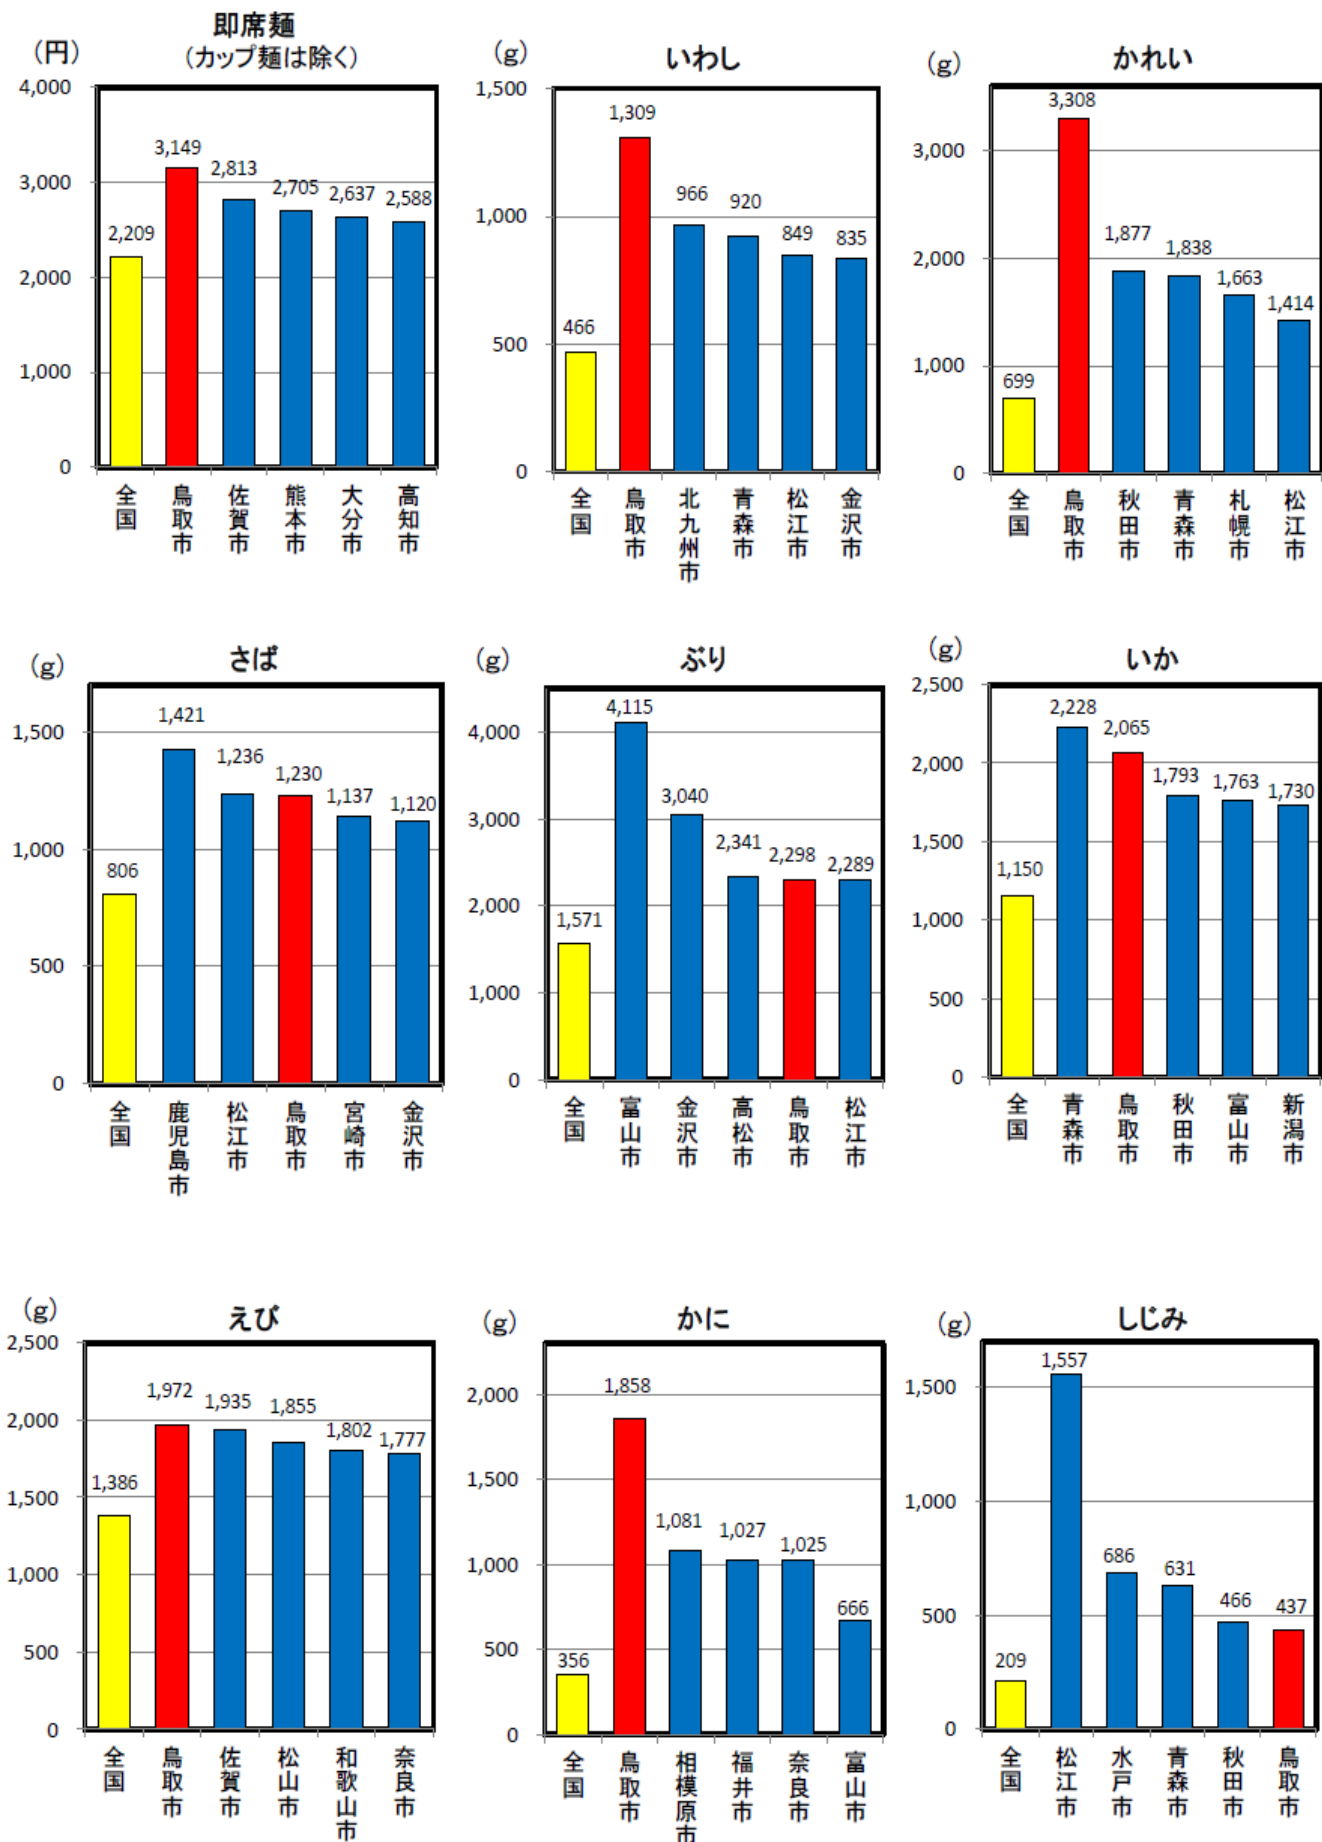 即席麺
（カップ麺は除く）
（円）
4,000
3,000
2,000
1,000
0
2,209
3,149
2,813
2,705
2,637
2,588
全国
鳥取市
佐賀市
熊本市
大分市
高知市
いわし
（g）
1,500
1,000
500
0
466
1,309
966
920
849
835
全国
鳥取市
北九州市
青森市
松江市
金沢市
かれい
（g）
3,000
2,000
1,000
0
699
3,308
1,877
1,838
1,663
1,414
全国
鳥取市
秋田市
青森市
札幌市
松江市
さば
（g）
1,500
1,000
500
0
806
1,421
1,236
1,230
1,137
1,120
全国
鹿児島市
松江市
鳥取市
宮崎市
金沢市
ぶり
（g）
4,000
3,000
2,000
1,000
0
1,571
4,115
3,040
2,341
2,298
2,289
全国
富山市
金沢市
高松市
鳥取市
松江市
いか
（g）
2,500
2,000
1,500
1,000
500
0
1,150
2,228
2,065
1,793
1,763
1,730
全国
青森市
鳥取市
秋田市
富山市
新潟市
えび
（g）
2,500
2,000
1,500
1,000
500
0
1,386
1,972
1,935
1,855
1,802
1,777
全国
鳥取市
佐賀市
松山市
和歌山市
奈良市
かに
（g）
2,000
1,500
1,000
500
0
356
1,858
1,081
1,027
1,025
666
全国
鳥取市
相模原市
福井市
奈良市
富山市
しじみ
（g）
1,500
1,000
500
0
209
1,557
686
631
466
437
全国
松江市
水戸市
青森市
秋田市
鳥取市